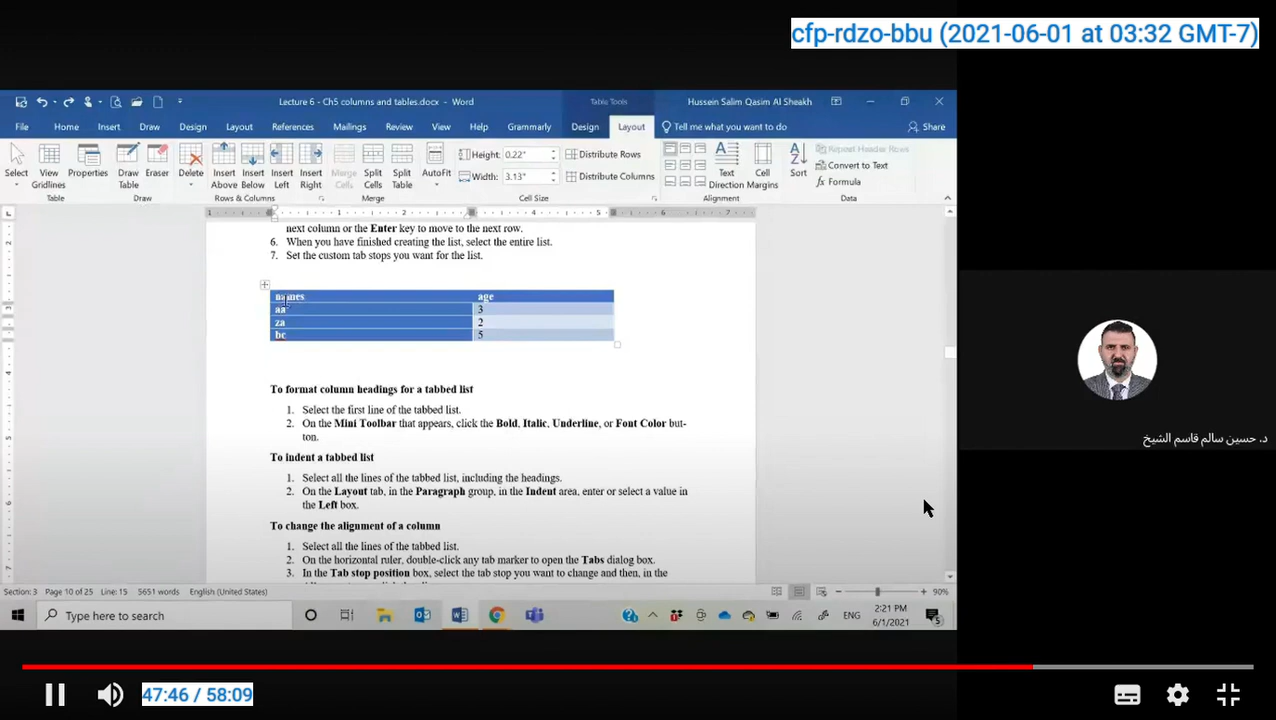 cfp-rdzo-bbu (2021-06-01 at 03:32 GMT-7)
Lecture 6 - Ch5 columns and tables.docx - Word
Table Tools
Hussein Salim Qasim Al Sheakh
File Home Insert Draw Design Layout References Mailings Review View Help Grammarly Design Layout Tell me what you want to do Share
Select
View Gridlines
Properties
Table
Draw Table
Eraser
Draw
Delete
Insert Above
Insert Below
Insert Left
Insert Right
Rows & Columns
Merge Cells
Split Cells
Split Table
Merge
AutoFit
Height: 0.22"
Width: 3.13"
Distribute Rows
Distribute Columns
Cell Size
Text Direction
Cell Margins
Alignment
Sort
Repeat Header Rows
Convert to Text
Formula
Data
1 1 2 4 5 6 7
next column or the Enter key to move to the next row.
6. When you have finished creating the list, select the entire list.
7. Set the custom tab stops you want for the list.
names age
aa 3
za 2
bc 5
To format column headings for a tabbed list
1. Select the first line of the tabbed list.
2. On the Mini Toolbar that appears, click the Bold, Italic, Underline, or Font Color but-
ton.
To indent a tabbed list
1. Select all the lines of the tabbed list, including the headings.
2. On the Layout tab, in the Paragraph group, in the Indent area, enter or select a value in
the Left box.
To change the alignment of a column
1. Select all the lines of the tabbed list.
2. On the horizontal ruler, double-click any tab marker to open the Tabs dialog box.
3. In the Tab stop position box, select the tab stop you want to change and then, in the
د. حسين سالم قاسم الشيخ
Section: 3 Page 10 of 25 Line: 15 5651 words English (United States) 90%
Type here to search
ENG
2:21 PM
6/1/2021
5
47:46 / 58:09